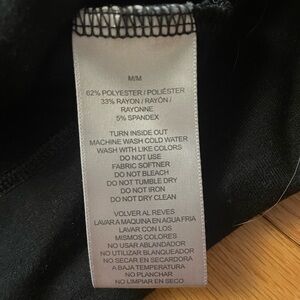 M/M
62% POLYESTER / POLIÉSTER
33% RAYON / RAYÓN /
RAYONNE
5% SPANDEX
TURN INSIDE OUT
MACHINE WASH COLD WATER
WASH WITH LIKE COLORS
DO NOT USE
FABRIC SOFTNER
DO NOT BLEACH
DO NOT TUMBLE DRY
DO NOT IRON
DO NOT DRY CLEAN
VOLVER AL REVES
LAVAR A MAQUINA EN AGUA FRIA
LAVAR CON LOS
MISMOS COLORES
NO USAR ABLANDADOR
NO UTILIZAR BLANQUEADOR
NO SECAR EN SECARDORA
A BAJA TEMPERATURA
NO PLANCHAR
NO LIMPIAR EN SECO